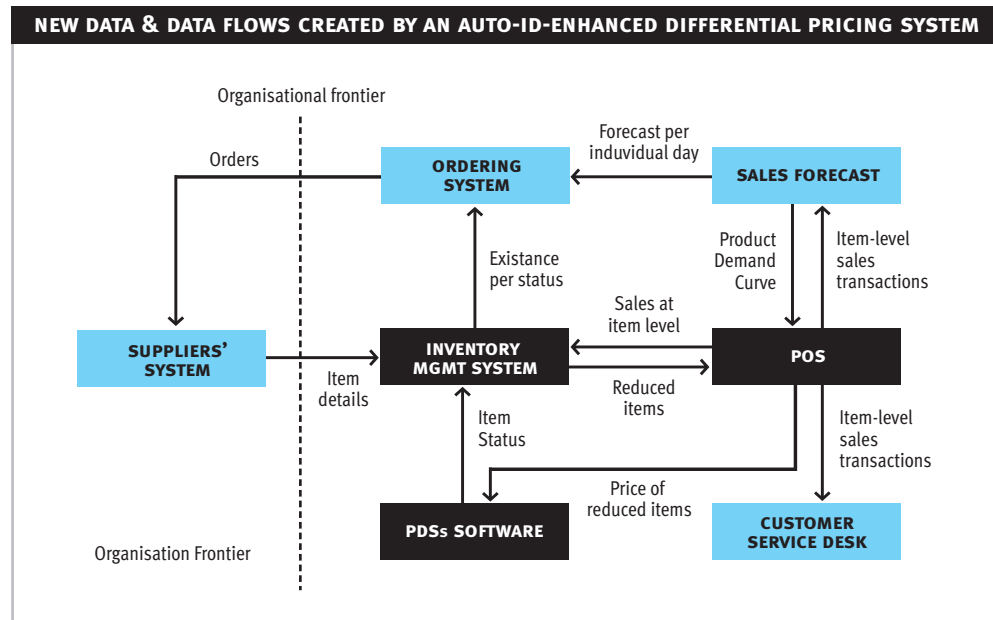 NEW DATA & DATA FLOWS CREATED BY AN AUTO-ID-ENHANCED DIFFERENTIAL PRICING SYSTEM
Organisational frontier
Orders
ORDERING
SYSTEM
Forecast per
induvidual day
SALES FORECAST
Existance
per status
Product
Demand
Curve
Item-level
sales
transactions
Sales at
item level
SUPPLIERS'
SYSTEM
Item
details
INVENTORY
MGMT SYSTEM
Reduced
items
POS
Item
Status
Item-level
sales
transactions
Price of
reduced items
PDSs SOFTWARE
CUSTOMER
SERVICE DESK
Organisation Frontier